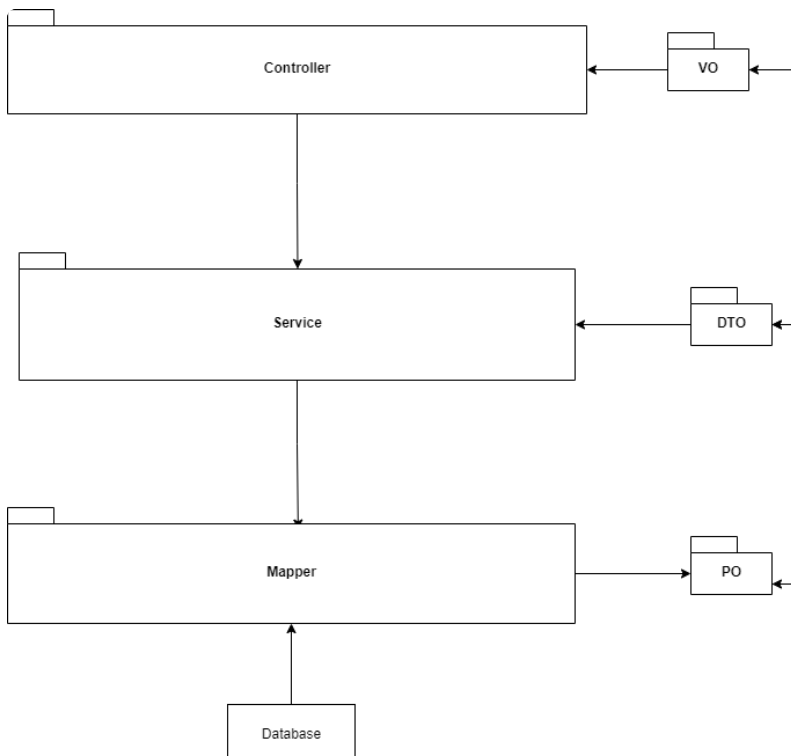 Controller
VO
Service
DTO
Mapper
PO
Database